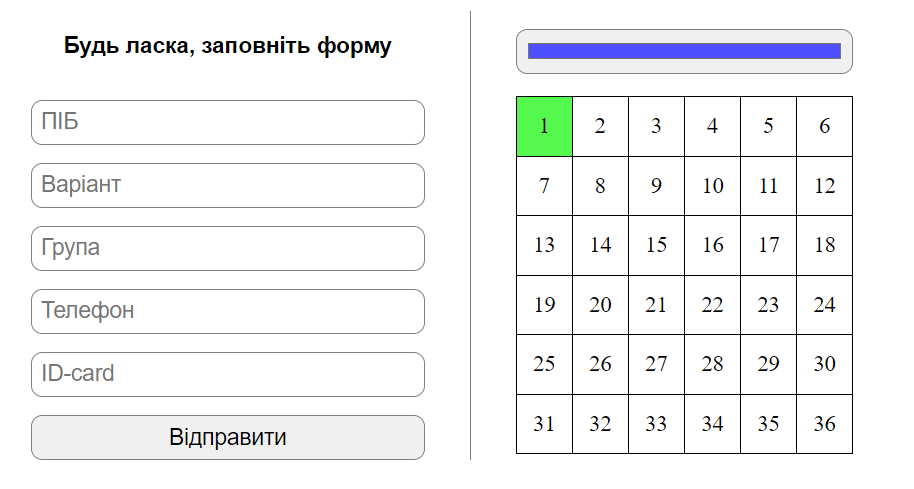 Будь ласка, заповніть форму
ПІБ
Варіант
Група
Телефон
ID-card
Відправити
1 2 3 4 5 6
7 8 9 10 11 12
13 14 15 16 17 18
19 20 21 22 23 24
25 26 27 28 29 30
31 32 33 34 35 36